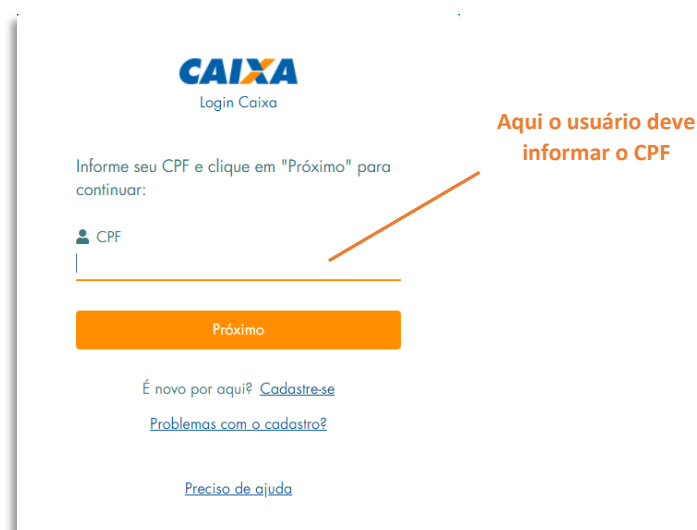 CAIXA
Login Caixa
Aqui o usuário deve
informar o CPF
Informe seu CPF e clique em "Próximo" para
continuar:
CPF
Próximo
É novo por aqui? Cadastre-se
Problemas com o cadastro?
Preciso de ajuda